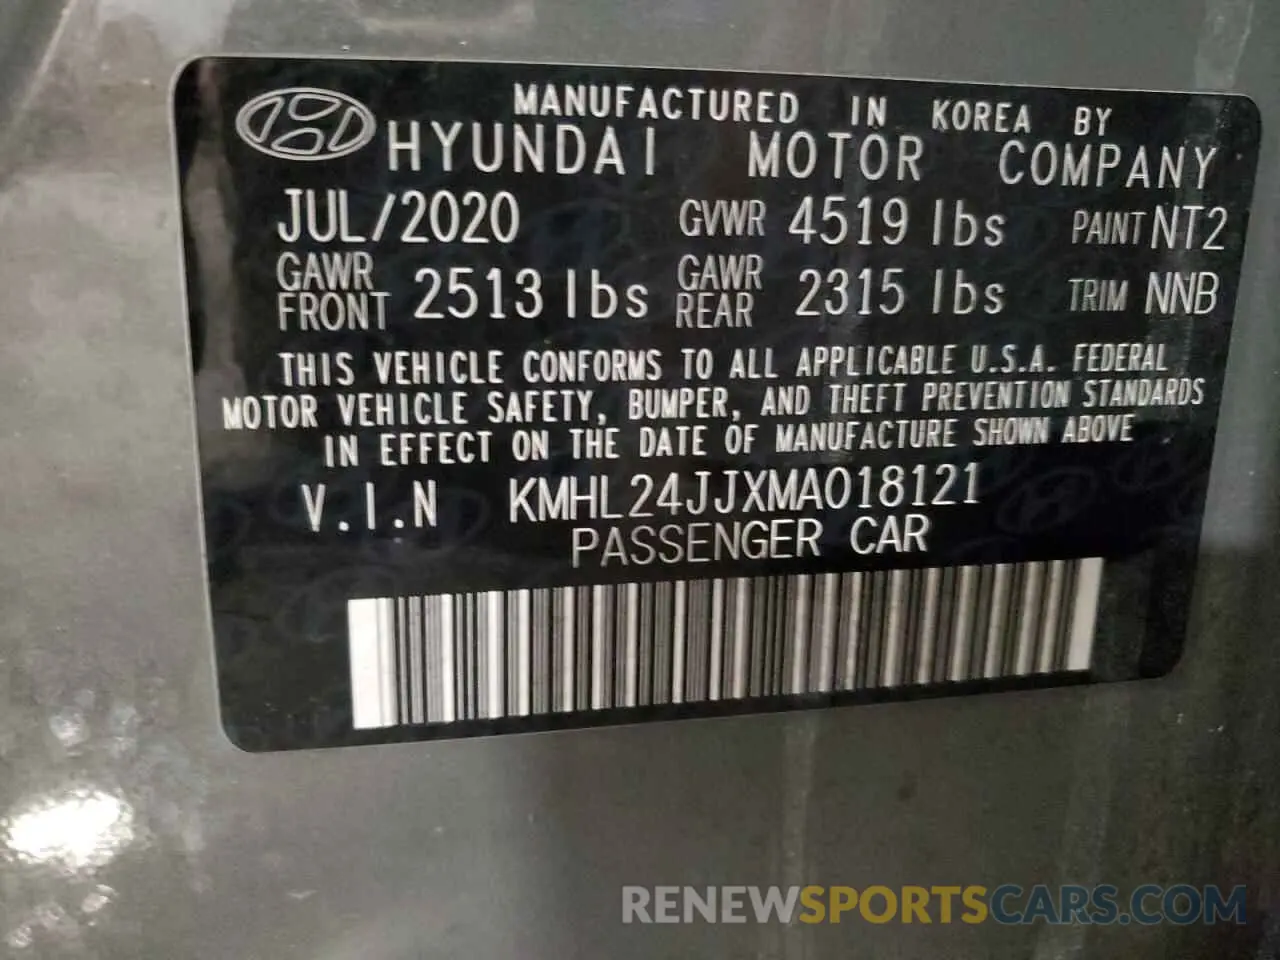 MANUFACTURED IN KOREA BY
HYUNDAI MOTOR COMPANY
JUL/2020 GVWR 4519 lbs PAINT NT2
GAWR FRONT 2513 lbs GAWR REAR 2315 lbs TRIM NNB
THIS VEHICLE CONFORMS TO ALL APPLICABLE U.S.A. FEDERAL
MOTOR VEHICLE SAFETY, BUMPER, AND THEFT PREVENTION STANDARDS
IN EFFECT ON THE DATE OF MANUFACTURE SHOWN ABOVE
V.I.N KMHL24JJXMA018121
PASSENGER CAR
RENEWSPORTSCARS.COM